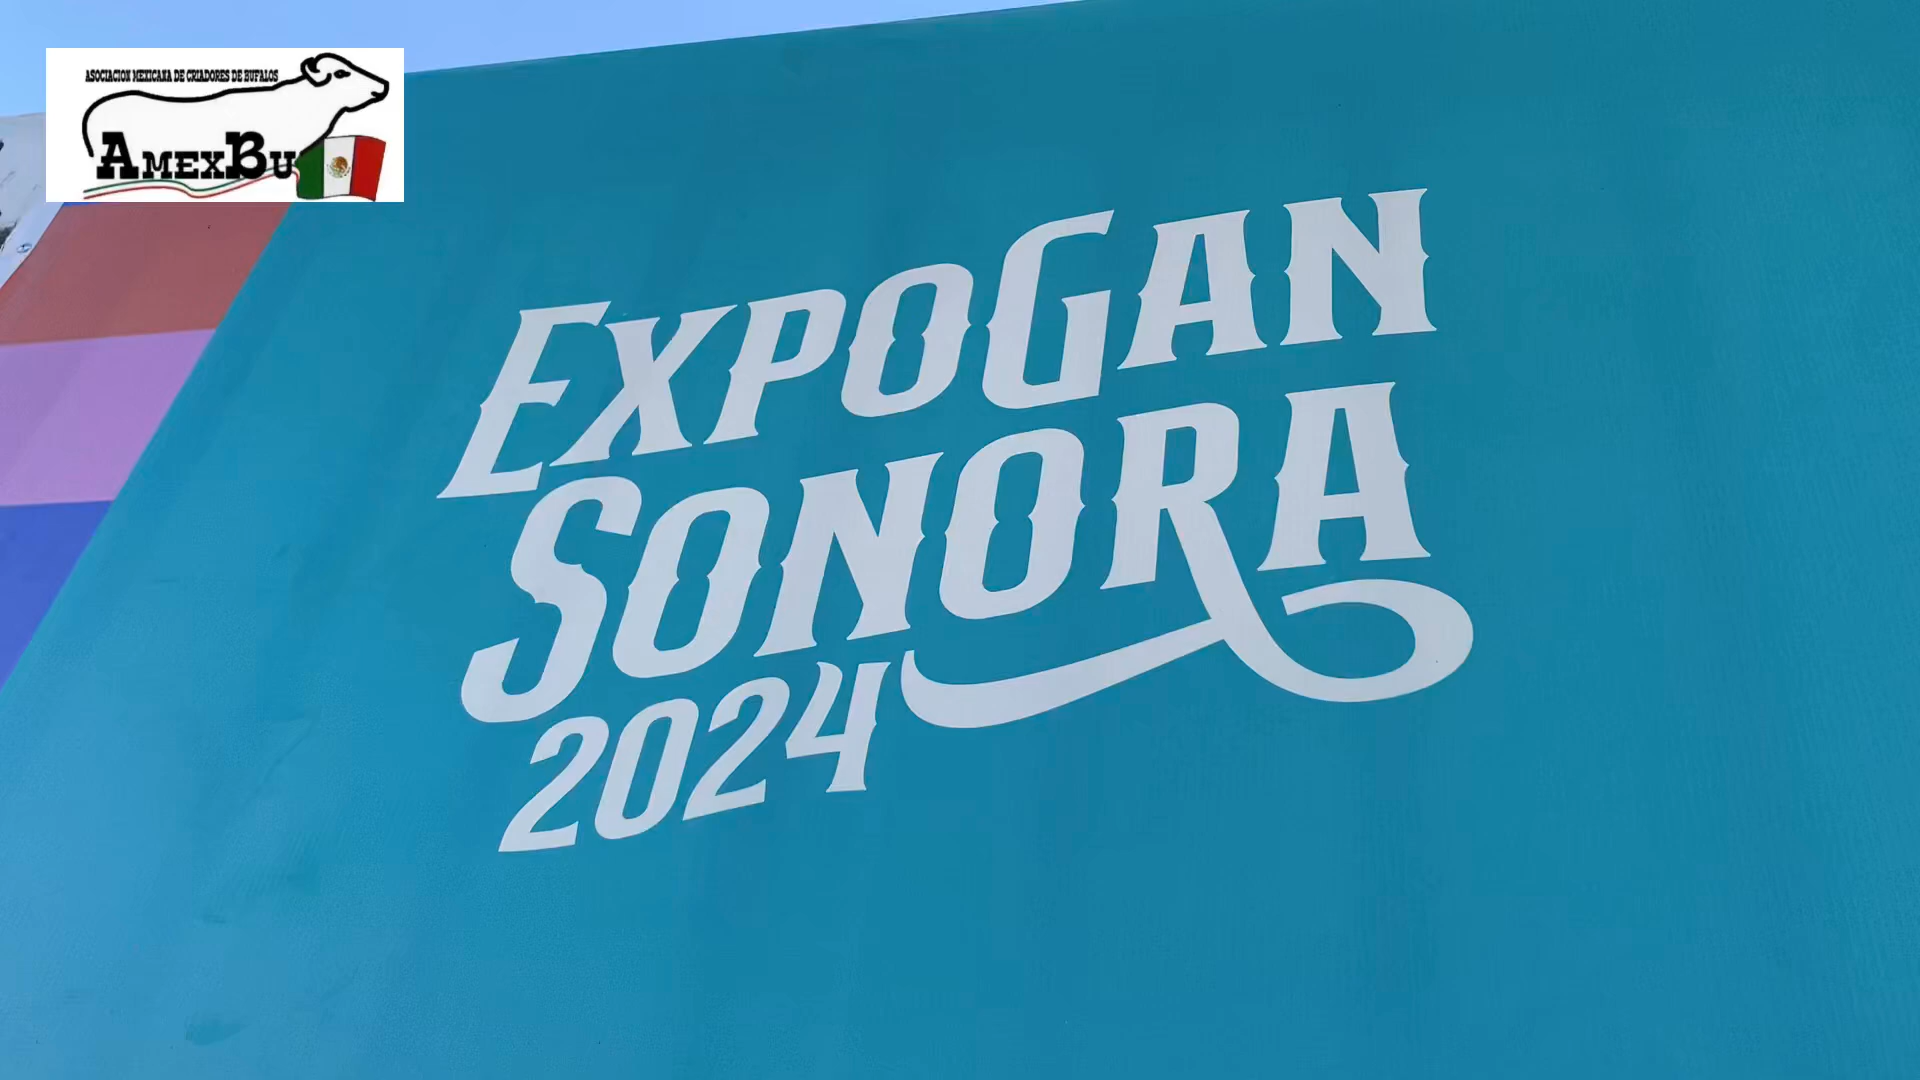 ASOCIACION MEXICANA DE CRIADORES DE BUFALOS
AMEXBU
EXPOGAN
SONORA
2024